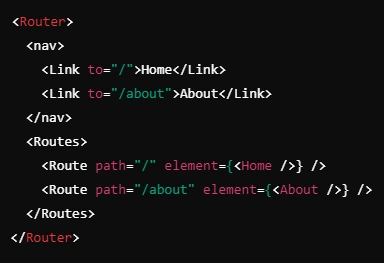 <Router>
  <nav>
    <Link to="/">Home</Link>
    <Link to="/about">About</Link>
  </nav>
  <Routes>
    <Route path="/" element={<Home />} />
    <Route path="/about" element={<About />} />
  </Routes>
</Router>